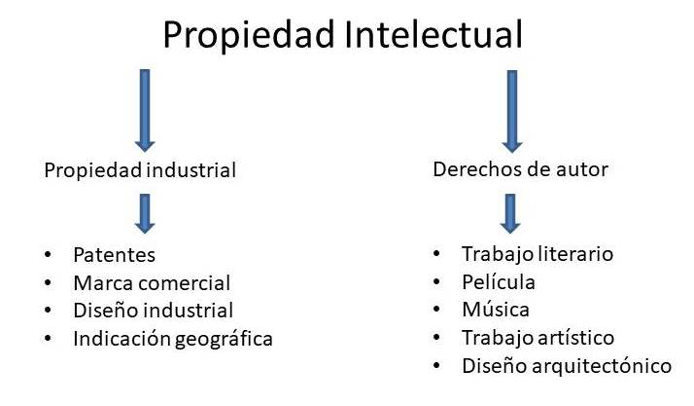 Propiedad Intelectual
Propiedad industrial
• Patentes
• Marca comercial
• Diseño industrial
• Indicación geográfica
Derechos de autor
• Trabajo literario
• Película
• Música
• Trabajo artístico
• Diseño arquitectónico